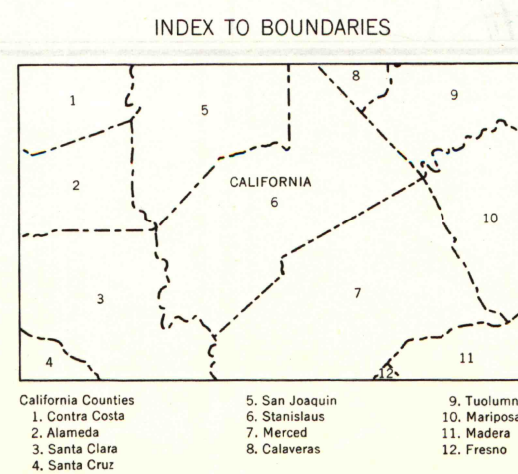 INDEX TO BOUNDARIES
8
1
5
9
2
CALIFORNIA
6
10
3
7
4
11
12
California Counties
1. Contra Costa
2. Alameda
3. Santa Clara
4. Santa Cruz
5. San Joaquin
6. Stanislaus
7. Merced
8. Calaveras
9. Tuolumn
10. Mariposa
11. Madera
12. Fresno